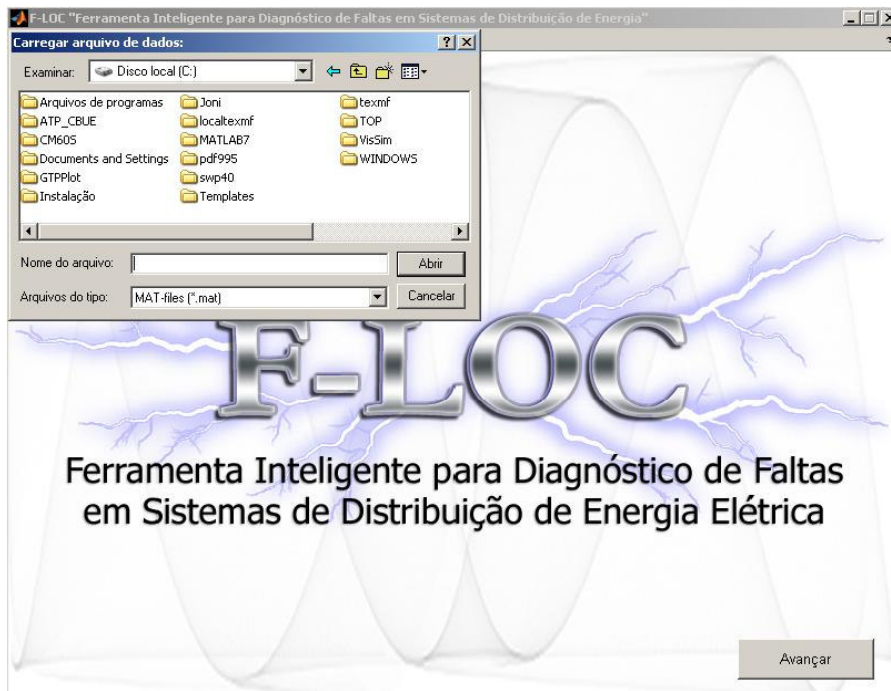 F-LOC "Ferramenta Inteligente para Diagnóstico de Faltas em Sistemas de Distribuição de Energia"
Carregar arquivo de dados:
Examinar: Disco local (C:)
Arquivos de programas Joni texmf
ATP_CBUE localtexmf TOP
CM60S MATLAB7 VisSim
Documents and Settings pdf995 WINDOWS
GTPPlot swp40
Instalação Templates
Nome do arquivo: Abrir
Arquivos do tipo: MAT-files (*.mat) Cancelar
F-LOC
Ferramenta Inteligente para Diagnóstico de Faltas
em Sistemas de Distribuição de Energia Elétrica
Avançar